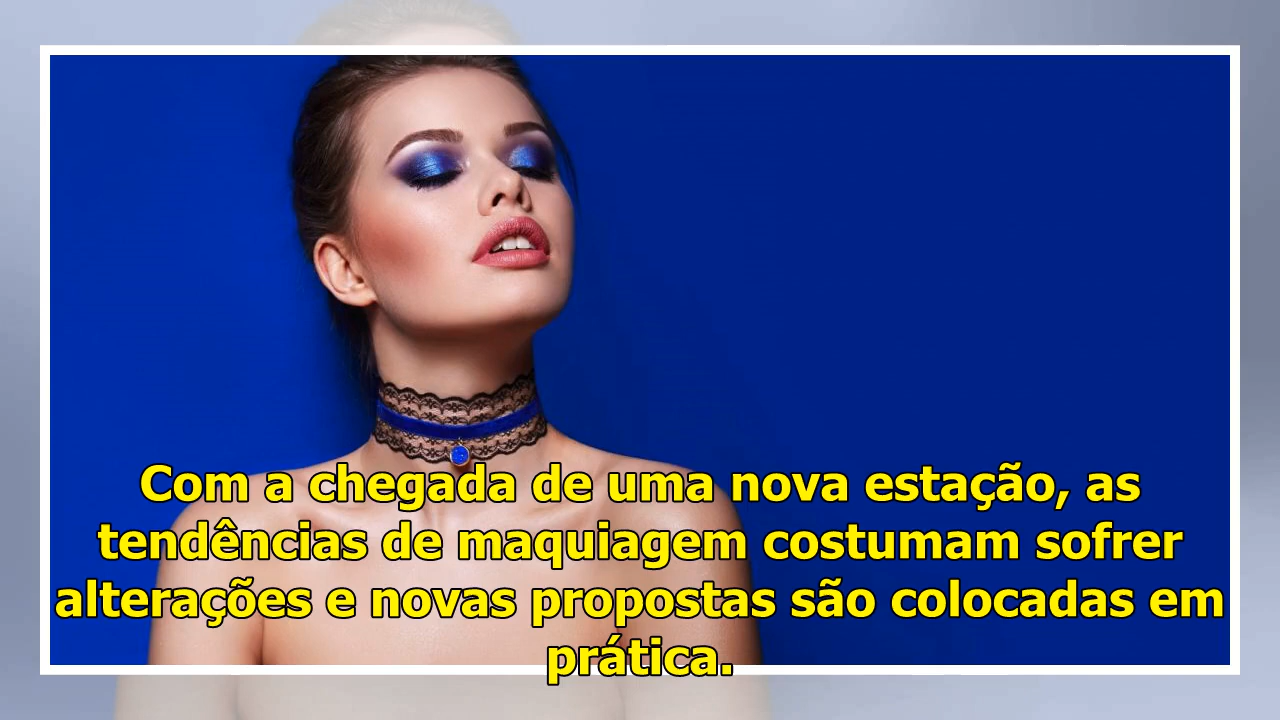 Com a chegada de uma nova estação, as
tendências de maquiagem costumam sofrer
alterações e novas propostas são colocadas em
prática.